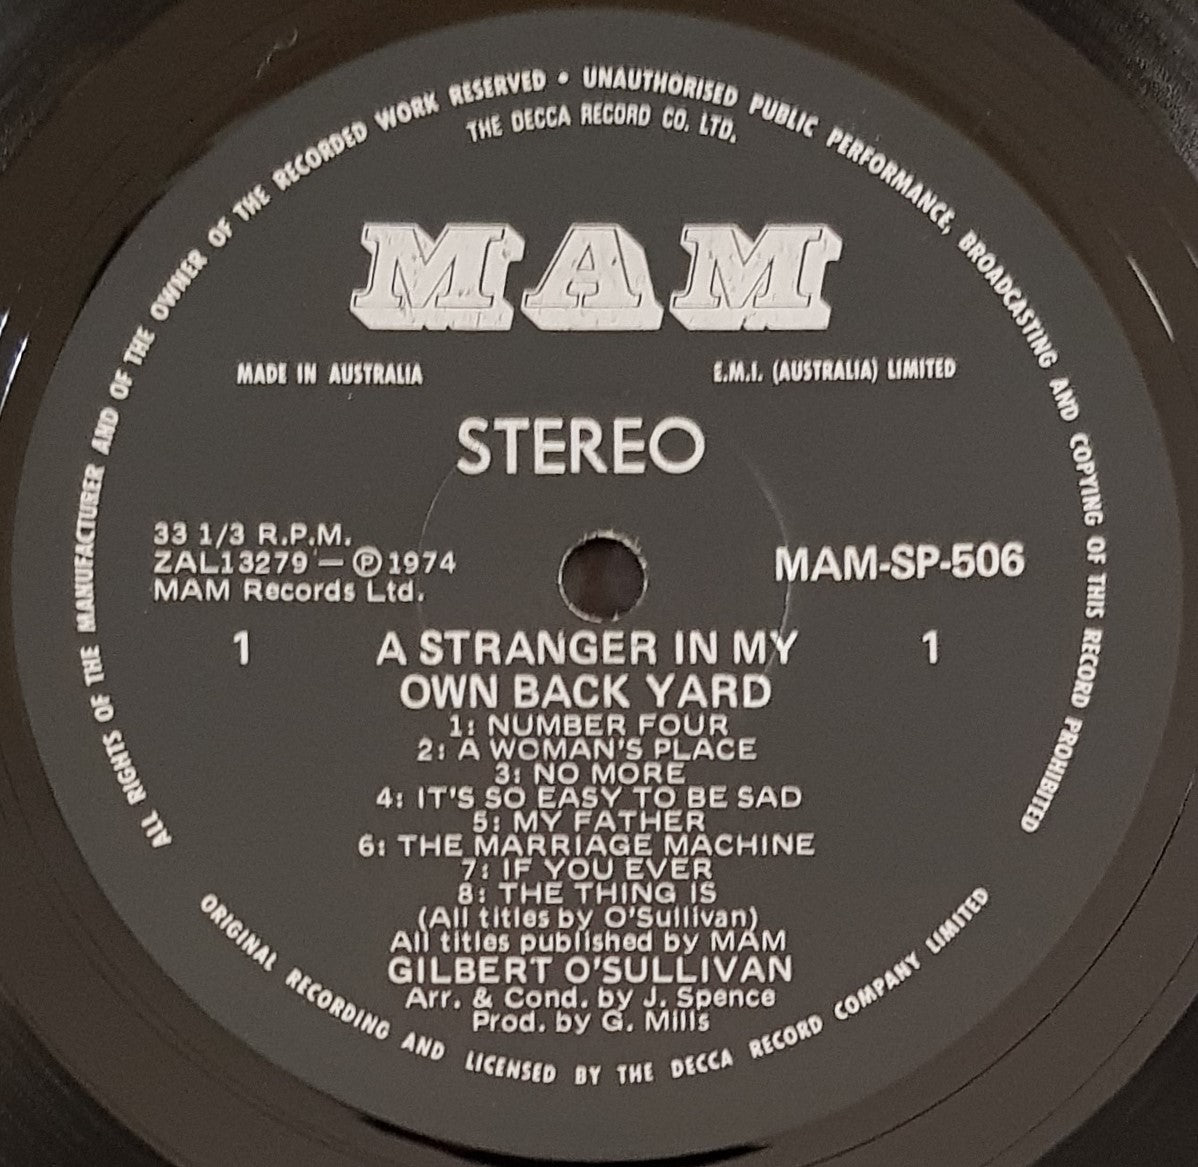 ALL RIGHTS OF THE MANUFACTURER AND OF THE OWNER OF THE RECORDED WORK RESERVED • UNAUTHORISED PUBLIC PERFORMANCE, BROADCASTING AND COPYING OF THIS RECORD PROHIBITED
THE DECCA RECORD CO. LTD.
MAM
MADE IN AUSTRALIA
E.M.I. (AUSTRALIA) LIMITED
STEREO
33 1/3 R.P.M.
ZAL13279 — ℗ 1974
MAM Records Ltd.
MAM-SP-506
1 A STRANGER IN MY 1
OWN BACK YARD
1: NUMBER FOUR
2: A WOMAN'S PLACE
3: NO MORE
4: IT'S SO EASY TO BE SAD
5: MY FATHER
6: THE MARRIAGE MACHINE
7: IF YOU EVER
8: THE THING IS
(All titles by O'Sullivan)
All titles published by MAM
GILBERT O'SULLIVAN
Arr. & Cond. by J. Spence
Prod. by G. Mills
ORIGINAL RECORDING AND LICENSED BY THE DECCA RECORD COMPANY LIMITED